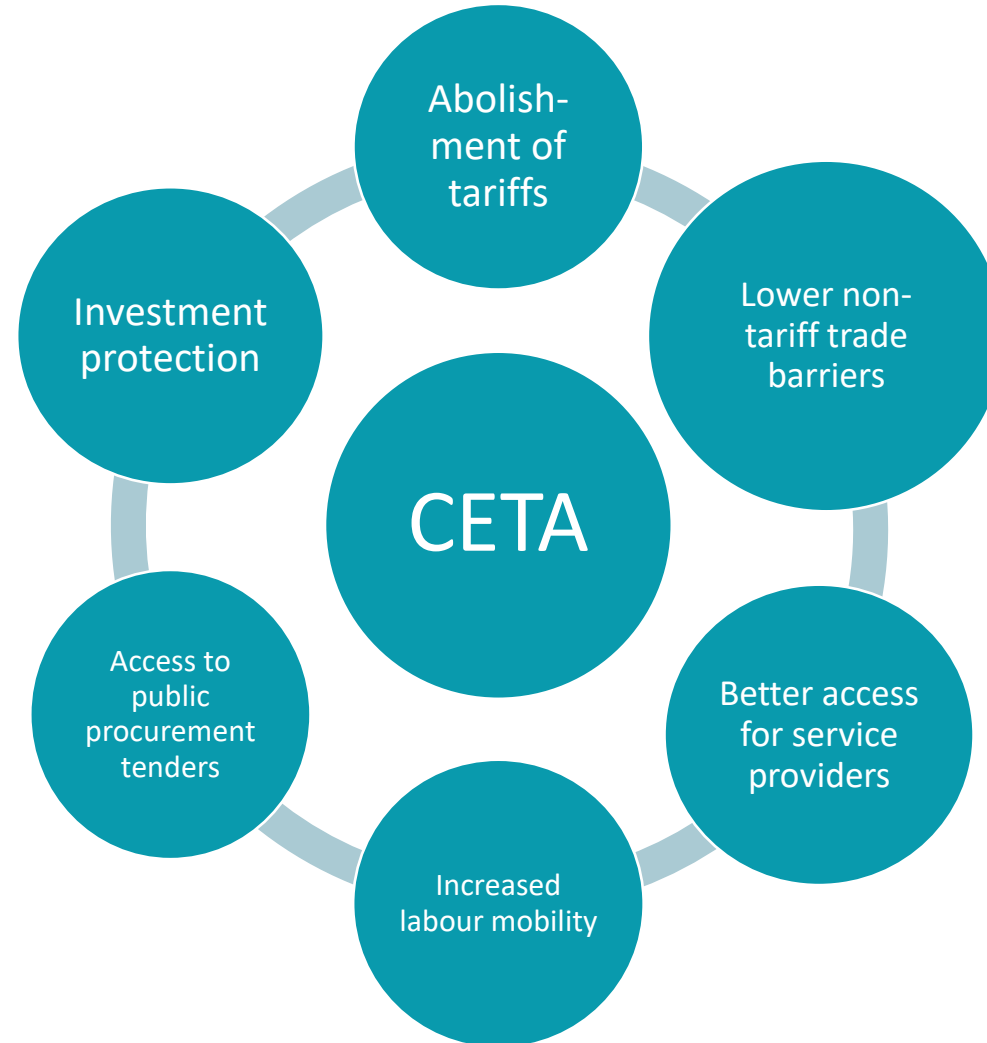 Abolish-
ment of
tariffs
Lower non-
tariff trade
barriers
Better access
for service
providers
Increased
labour mobility
Access to
public
procurement
tenders
Investment
protection
CETA